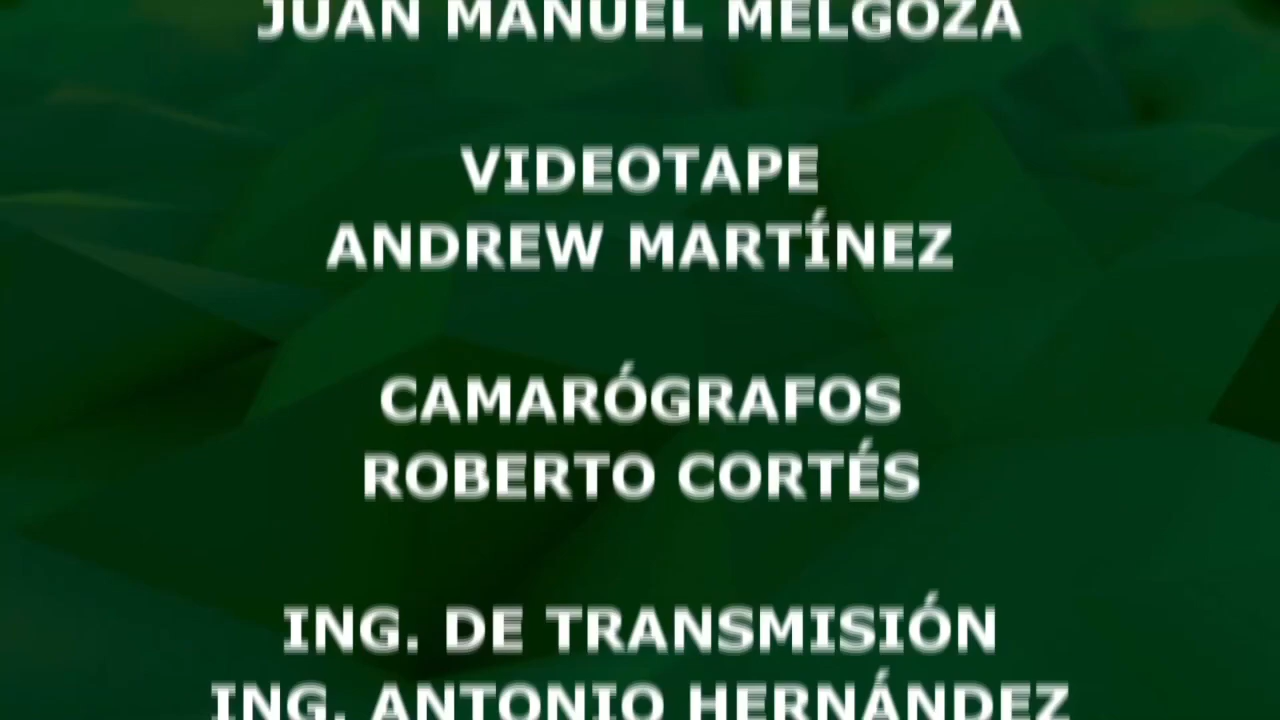 JUAN MANUEL MELGOZA
VIDEOTAPE
ANDREW MARTÍNEZ
CAMARÓGRAFOS
ROBERTO CORTÉS
ING. DE TRANSMISIÓN
ING. ANTONIO HERNÁNDEZ